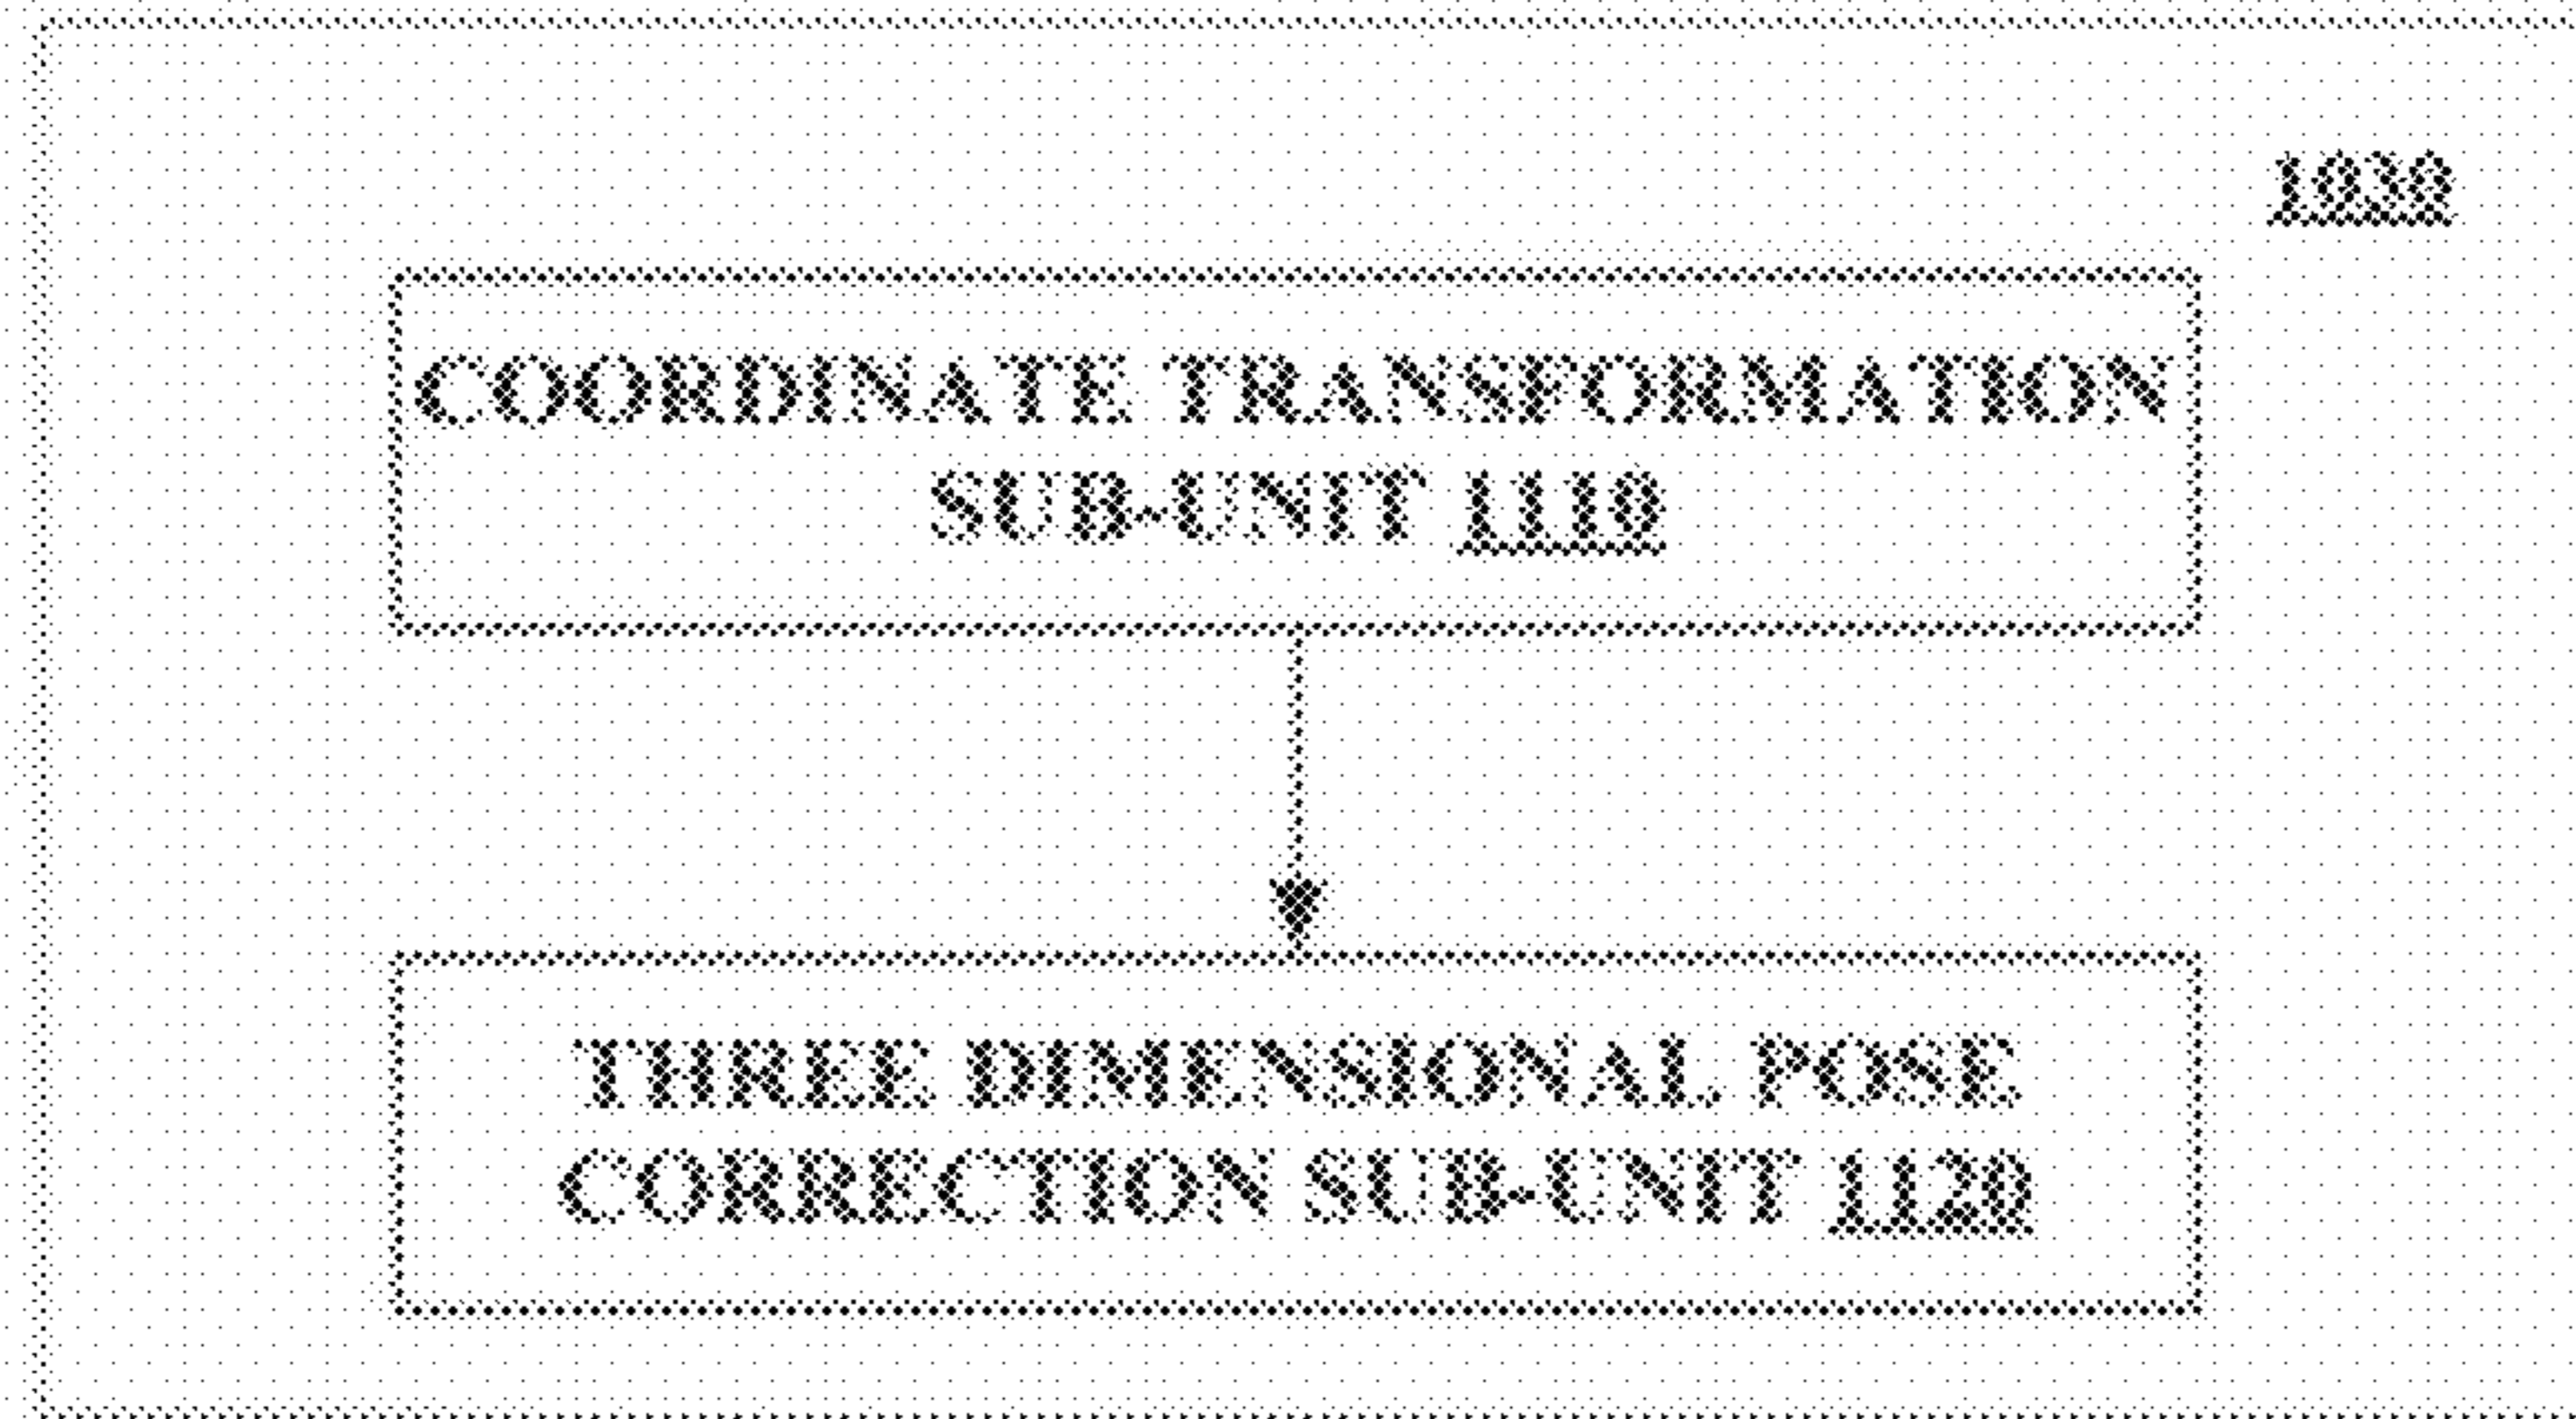 1030
COORDINATE TRANSFORMATION
SUB-UNIT 1110
THREE DIMENSIONAL POSE
CORRECTION SUB-UNIT 1120